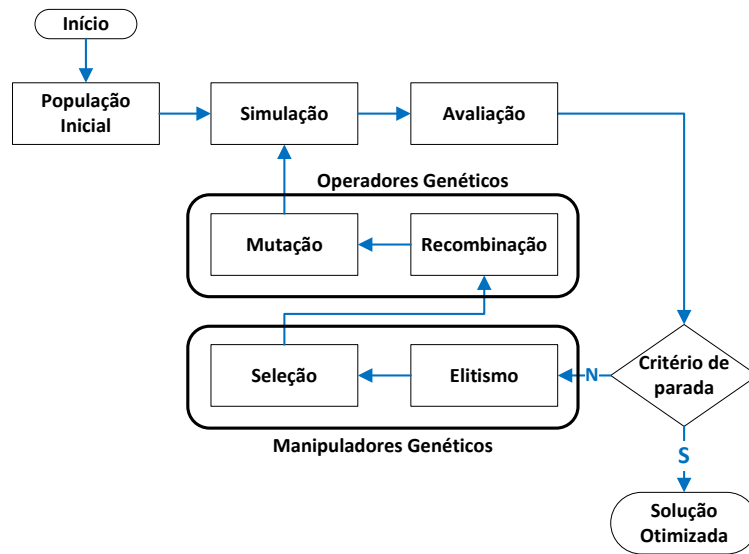 Início
População
Inicial
Simulação
Avaliação
Operadores Genéticos
Mutação
Recombinação
Seleção
Elitismo
N
Critério de
parada
Manipuladores Genéticos
S
Solução
Otimizada